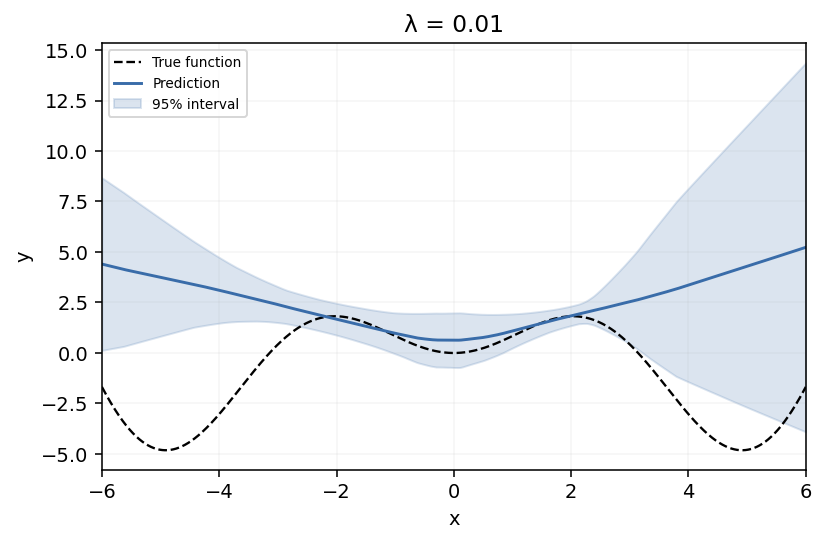 λ = 0.01
True function
Prediction
95% interval
15.0
12.5
10.0
7.5
5.0
2.5
0.0
−2.5
−5.0
y
−6
−4
−2
0
2
4
6
x